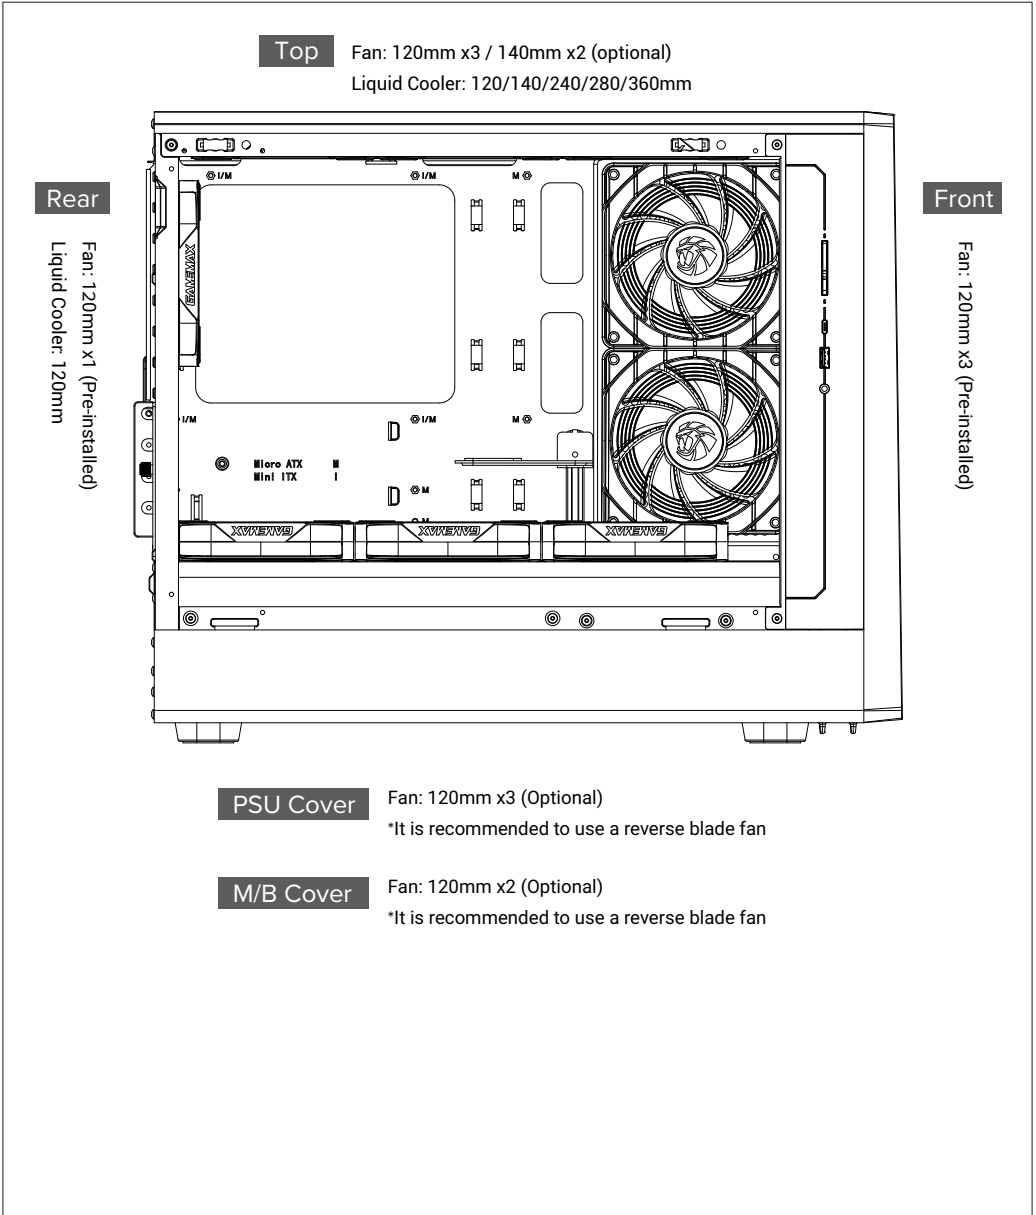 Top
Fan: 120mm x3 / 140mm x2 (optional)
Liquid Cooler: 120/140/240/280/360mm
Rear
Fan: 120mm x1 (Pre-installed)
Liquid Cooler: 120mm
Front
Fan: 120mm x3 (Pre-installed)
I/M
I/M
M
GAMEMAX
I/M
I/M
M
Micro ATX M
Mini ITX I
M
M
GAMEMAX
GAMEMAX
GAMEMAX
PSU Cover
Fan: 120mm x3 (Optional)
*It is recommended to use a reverse blade fan
M/B Cover
Fan: 120mm x2 (Optional)
*It is recommended to use a reverse blade fan